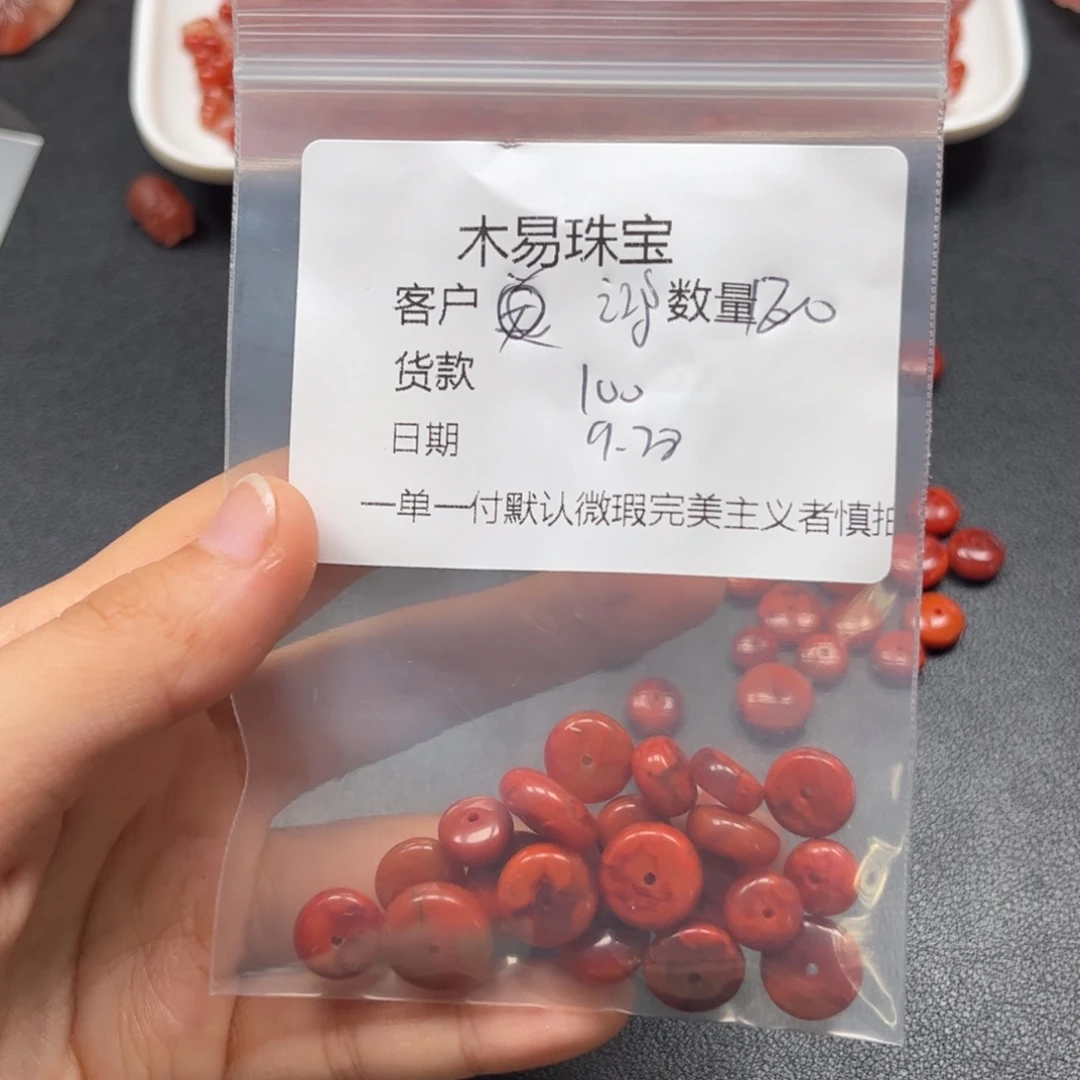 木易珠宝
客户 数量
货款 100
日期 9-23
一单一付默认微瑕完美主义者慎拍